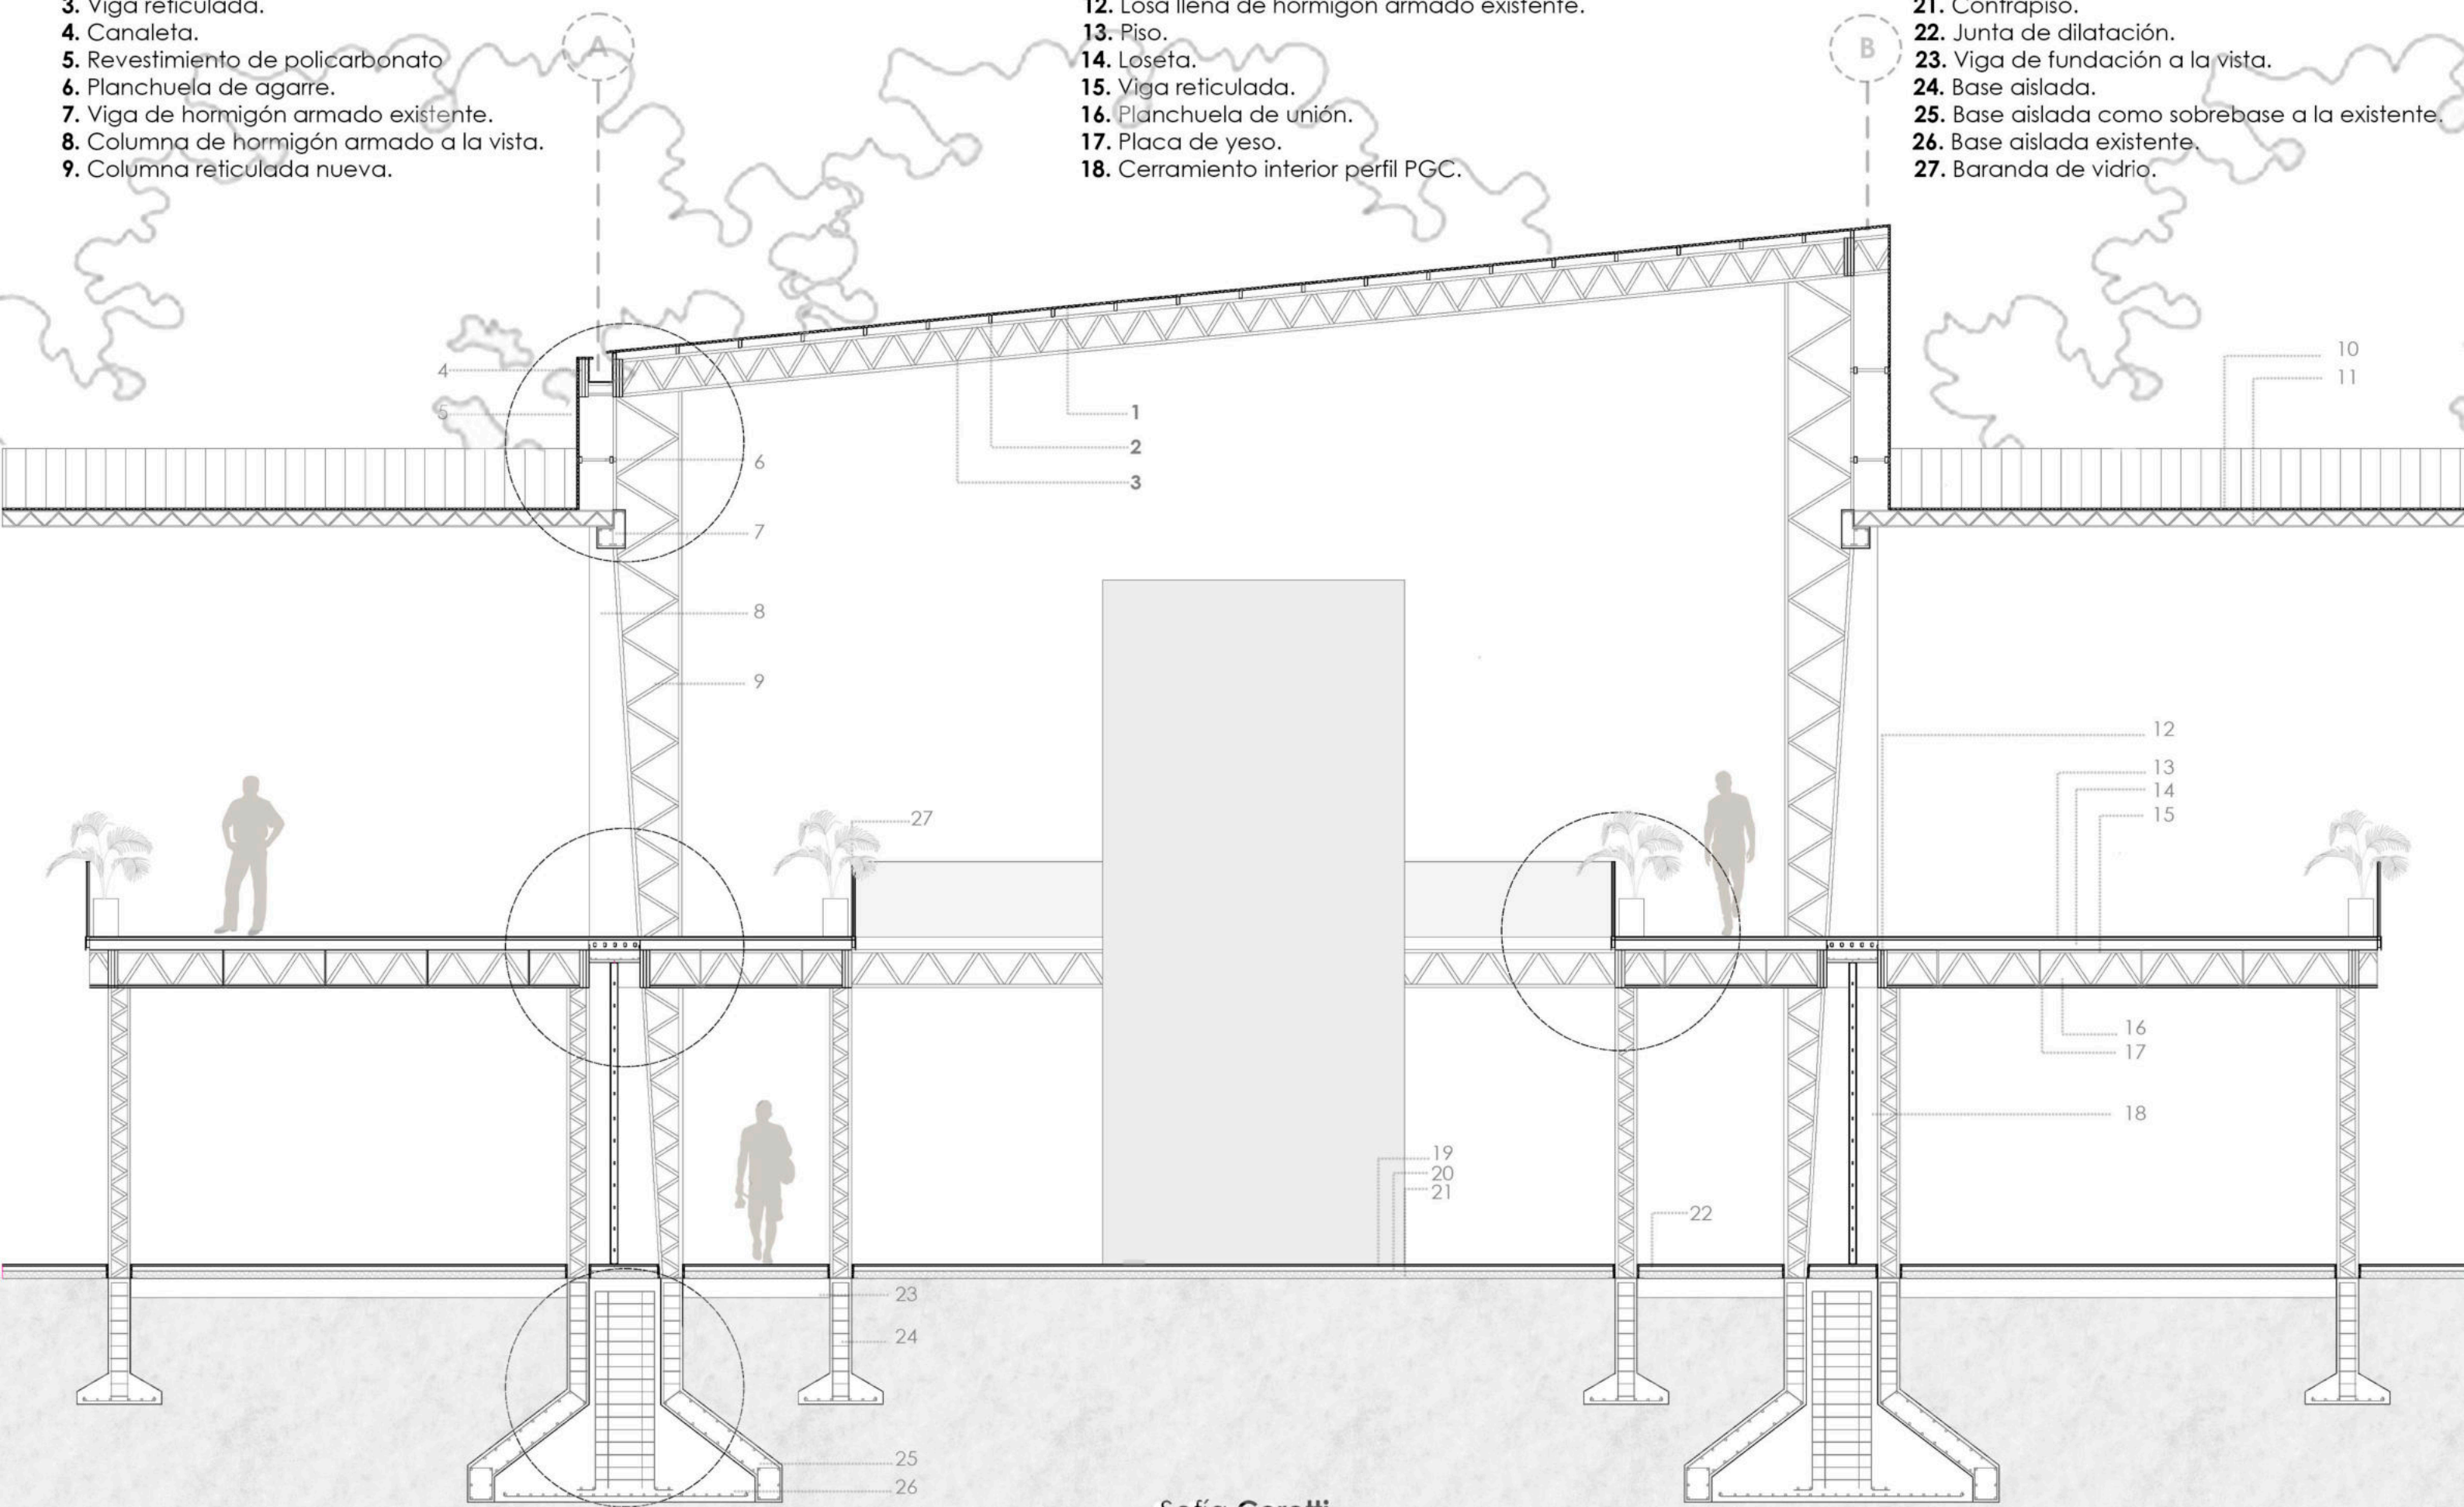 3. Viga reticulada.
4. Canaleta.
5. Revestimiento de policarbonato
6. Planchuela de agarre.
7. Viga de hormigón armado existente.
8. Columna de hormigón armado a la vista.
9. Columna reticulada nueva.
12. Losa llena de hormigón armado existente.
13. Piso.
14. Loseta.
15. Viga reticulada.
16. Planchuela de unión.
17. Placa de yeso.
18. Cerramiento interior perfil PGC.
21. Contrapiso.
22. Junta de dilatación.
23. Viga de fundación a la vista.
24. Base aislada.
25. Base aislada como sobrebase a la existente.
26. Base aislada existente.
27. Baranda de vidrio.
A
B
10
11
4
5
1
2
3
6
7
8
9
12
13
14
15
27
16
17
18
19
20
21
22
23
24
25
26
Sofía Ceretti